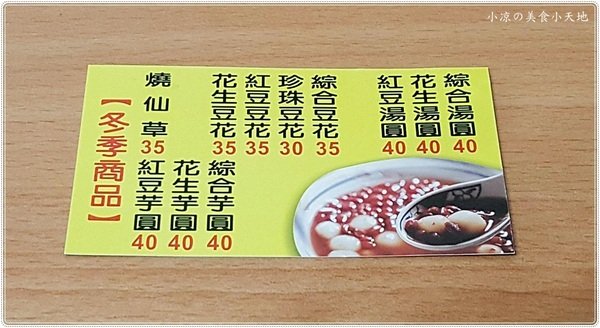 小凉の美食小天地
綜合湯圓 40
花生湯圓 40
紅豆湯圓 40
綜合豆花 35
珍珠豆花 30
紅豆豆花 35
花生豆花 35
燒仙草 35
綜合芋圓 40
花生芋圓 40
紅豆芋圓 40
【冬季商品】